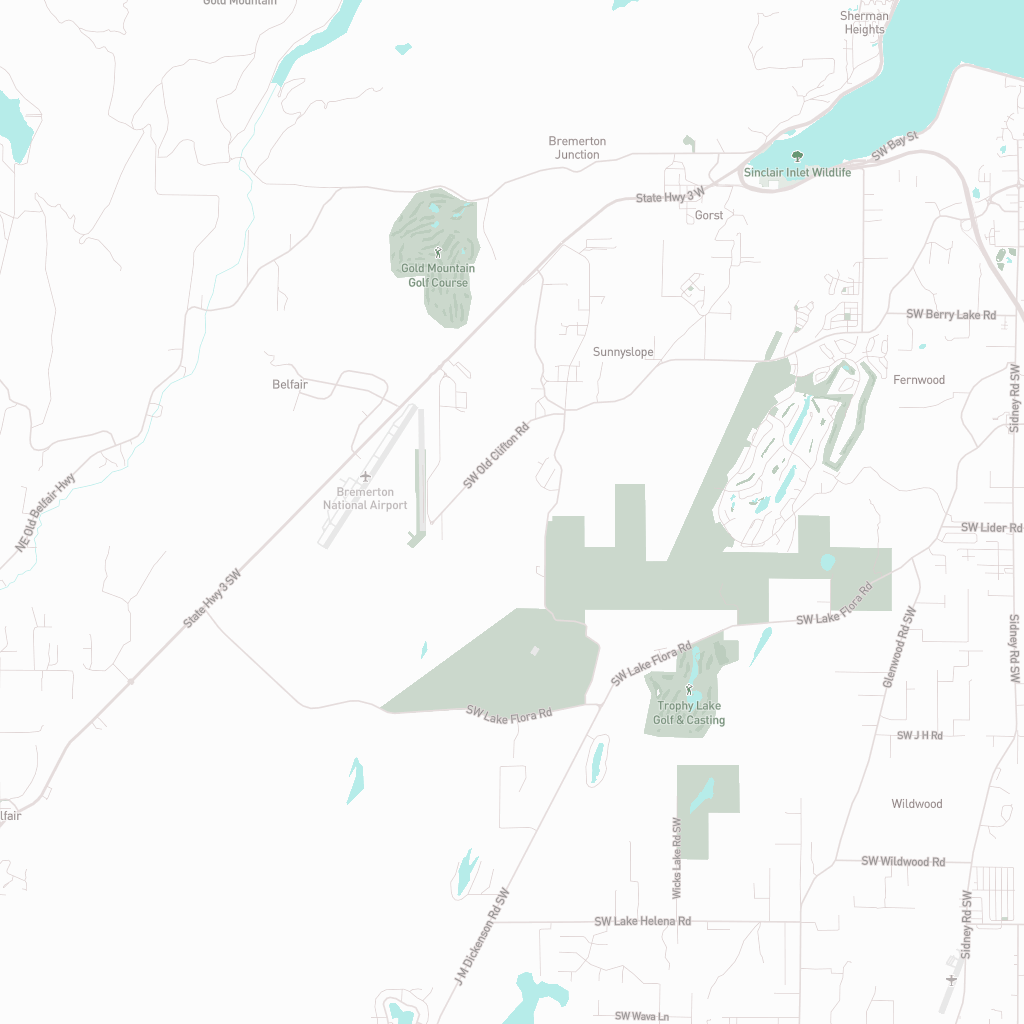 Gold Mountain
Sherman
Heights
Bremerton
Junction
SW Bay St
Sinclair Inlet Wildlife
State Hwy 3 W
Gorst
Gold Mountain
Golf Course
SW Berry Lake Rd
Sunnyslope
Belfair
Fernwood
Sidney Rd SW
SW Old Clifton Rd
NE Old Belfair Hwy
Bremerton
National Airport
SW Lider Rd
State Hwy 3 SW
SW Lake Flora Rd
Glenwood Rd SW
Sidney Rd SW
SW Lake Flora Rd
SW Lake Flora Rd
Trophy Lake
Golf & Casting
SW J H Rd
Wildwood
lfair
Wicks Lake Rd SW
SW Wildwood Rd
J M Dickenson Rd SW
SW Lake Helena Rd
Sidney Rd SW
SW Wava Ln